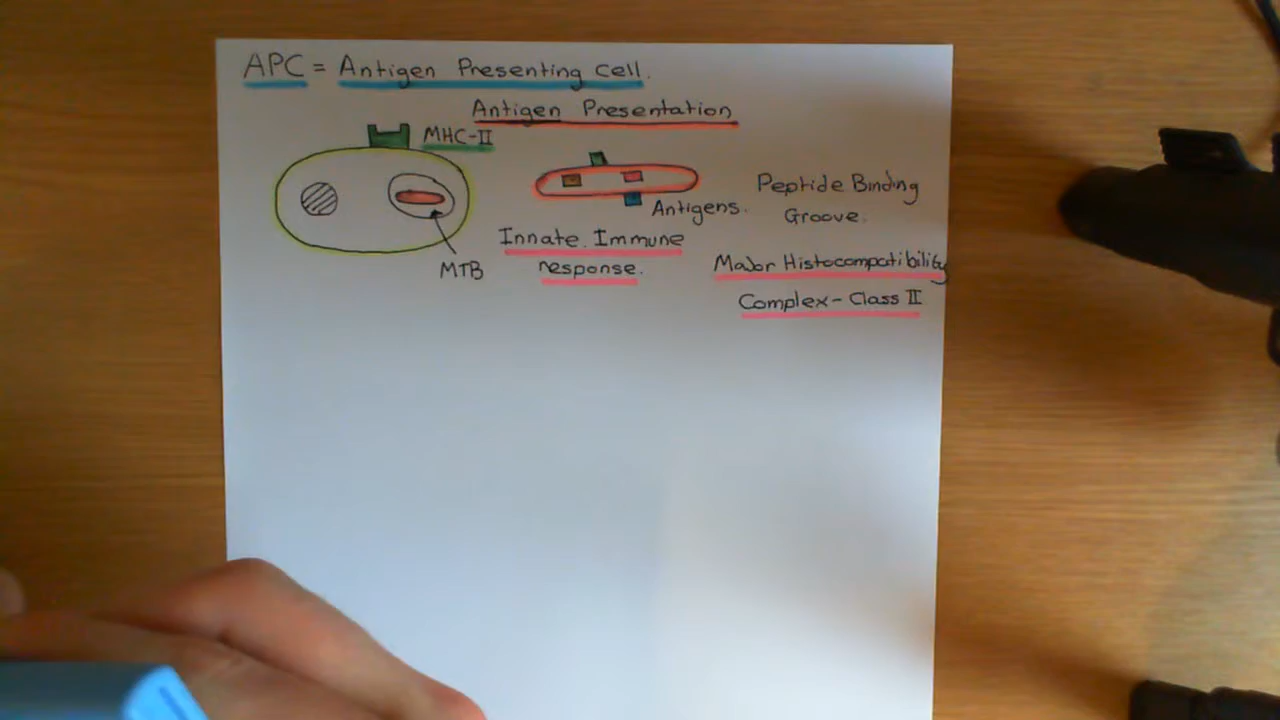 APC = Antigen Presenting Cell.
Antigen Presentation
MHC-II
MTB
Antigens.
Innate Immune
response.
Peptide Binding
Groove.
Major Histocompatibility
Complex - Class II